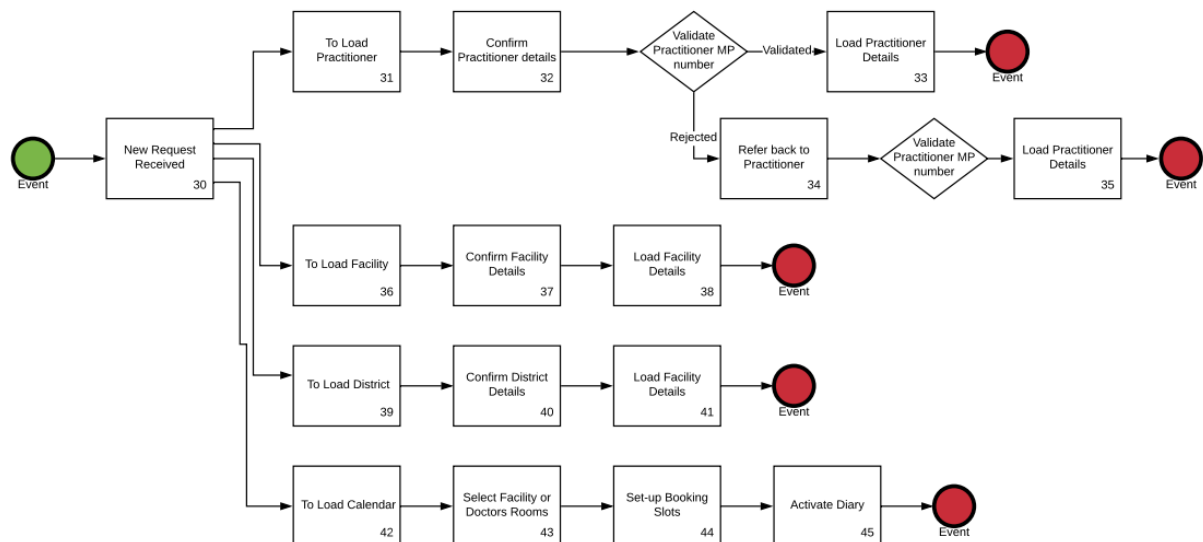 To Load
Practitioner
31
Confirm
Practitioner details
32
Validate
Practitioner MP
number
Validated
Load Practitioner
Details
33
Event
Rejected
Event
New Request
Received
30
Refer back to
Practitioner
34
Validate
Practitioner MP
number
Load Practitioner
Details
35
Event
To Load Facility
36
Confirm Facility
Details
37
Load Facility
Details
38
Event
To Load District
39
Confirm District
Details
40
Load Facility
Details
41
Event
To Load Calendar
42
Select Facility or
Doctors Rooms
43
Set-up Booking
Slots
44
Activate Diary
45
Event